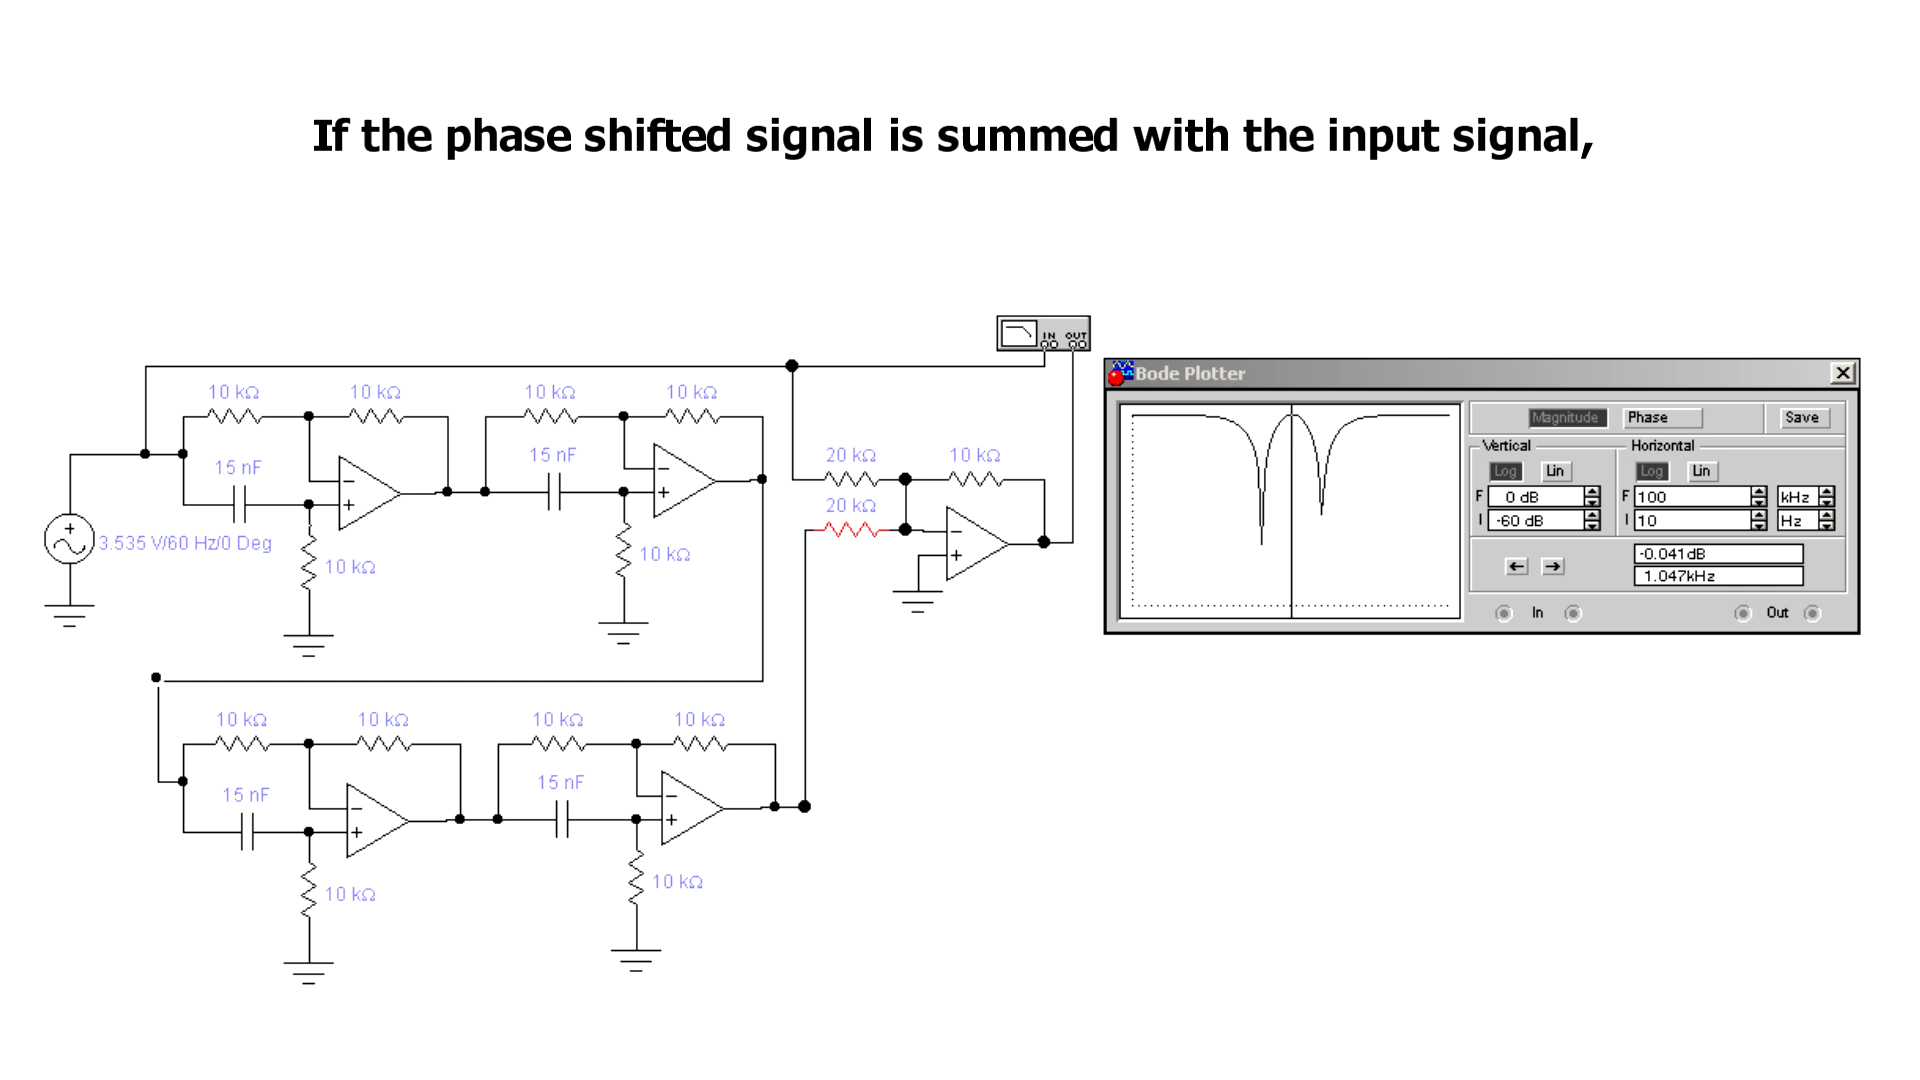 If the phase shifted signal is summed with the input signal,
IN OUT
10 kΩ 10 kΩ 10 kΩ 10 kΩ
15 nF 15 nF
20 kΩ 10 kΩ
20 kΩ
3.535 V/60 Hz/0 Deg
10 kΩ 10 kΩ
10 kΩ 10 kΩ 10 kΩ 10 kΩ
15 nF 15 nF
10 kΩ 10 kΩ
Bode Plotter
Magnitude Phase Save
Vertical Horizontal
Log Lin Log Lin
F 0 dB F 100 kHz
I -60 dB I 10 Hz
-0.041dB
1.047kHz
In Out